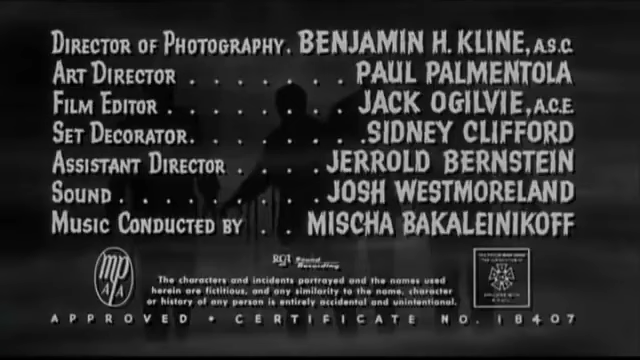 DIRECTOR OF PHOTOGRAPHY. BENJAMIN H. KLINE, A.S.C.
ART DIRECTOR . . . . . . . PAUL PALMENTOLA
FILM EDITOR . . . . . . . . JACK OGILVIE, A.C.E.
SET DECORATOR. . . . . . . .SIDNEY CLIFFORD
ASSISTANT DIRECTOR . . . . JERROLD BERNSTEIN
SOUND . . . . . . . . . JOSH WESTMORELAND
MUSIC CONDUCTED BY . . MISCHA BAKALEINIKOFF
RCA Sound
Recording
MPAA
The characters and incidents portrayed and the names used
herein are fictitious, and any similarity to the name, character
or history of any person is entirely accidental and unintentional.
APPROVED • CERTIFICATE NO. 18407